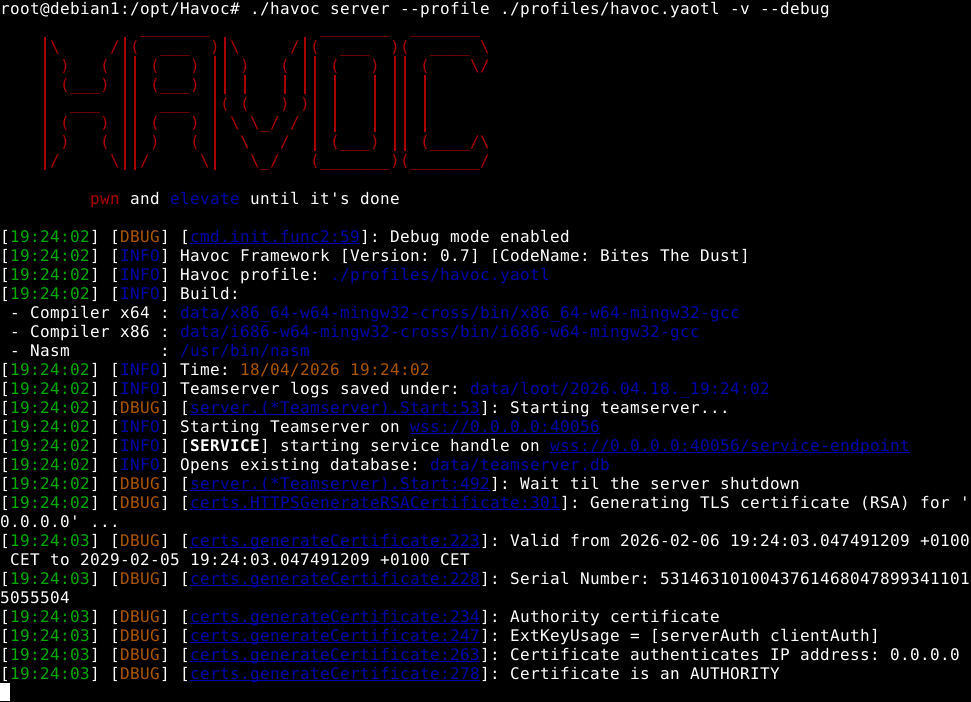 root@debian1:/opt/Havoc# ./havoc server --profile ./profiles/havoc.yaotl -v --debug
HAVOC
pwn and elevate until it's done
[19:24:02] [DBUG] [cmd.init.func2:59]: Debug mode enabled
[19:24:02] [INFO] Havoc Framework [Version: 0.7] [CodeName: Bites The Dust]
[19:24:02] [INFO] Havoc profile: ./profiles/havoc.yaotl
[19:24:02] [INFO] Build:
 - Compiler x64 : data/x86_64-w64-mingw32-cross/bin/x86_64-w64-mingw32-gcc
 - Compiler x86 : data/i686-w64-mingw32-cross/bin/i686-w64-mingw32-gcc
 - Nasm         : /usr/bin/nasm
[19:24:02] [INFO] Time: 18/04/2026 19:24:02
[19:24:02] [INFO] Teamserver logs saved under: data/loot/2026.04.18. 19:24:02
[19:24:02] [DBUG] [server.(*Teamserver).Start:53]: Starting teamserver...
[19:24:02] [INFO] Starting Teamserver on wss://0.0.0.0:40056
[19:24:02] [INFO] [SERVICE] starting service handle on wss://0.0.0.0:40056/service-endpoint
[19:24:02] [INFO] Opens existing database: data/teamserver.db
[19:24:02] [DBUG] [server.(*Teamserver).Start:492]: Wait til the server shutdown
[19:24:02] [DBUG] [certs.HTTPSGenerateRSACertificate:301]: Generating TLS certificate (RSA) for '
0.0.0.0' ...
[19:24:03] [DBUG] [certs.generateCertificate:223]: Valid from 2026-02-06 19:24:03.047491209 +0100
 CET to 2029-02-05 19:24:03.047491209 +0100 CET
[19:24:03] [DBUG] [certs.generateCertificate:228]: Serial Number: 5314631010043761468047899341101
5055504
[19:24:03] [DBUG] [certs.generateCertificate:234]: Authority certificate
[19:24:03] [DBUG] [certs.generateCertificate:247]: ExtKeyUsage = [serverAuth clientAuth]
[19:24:03] [DBUG] [certs.generateCertificate:263]: Certificate authenticates IP address: 0.0.0.0
[19:24:03] [DBUG] [certs.generateCertificate:278]: Certificate is an AUTHORITY